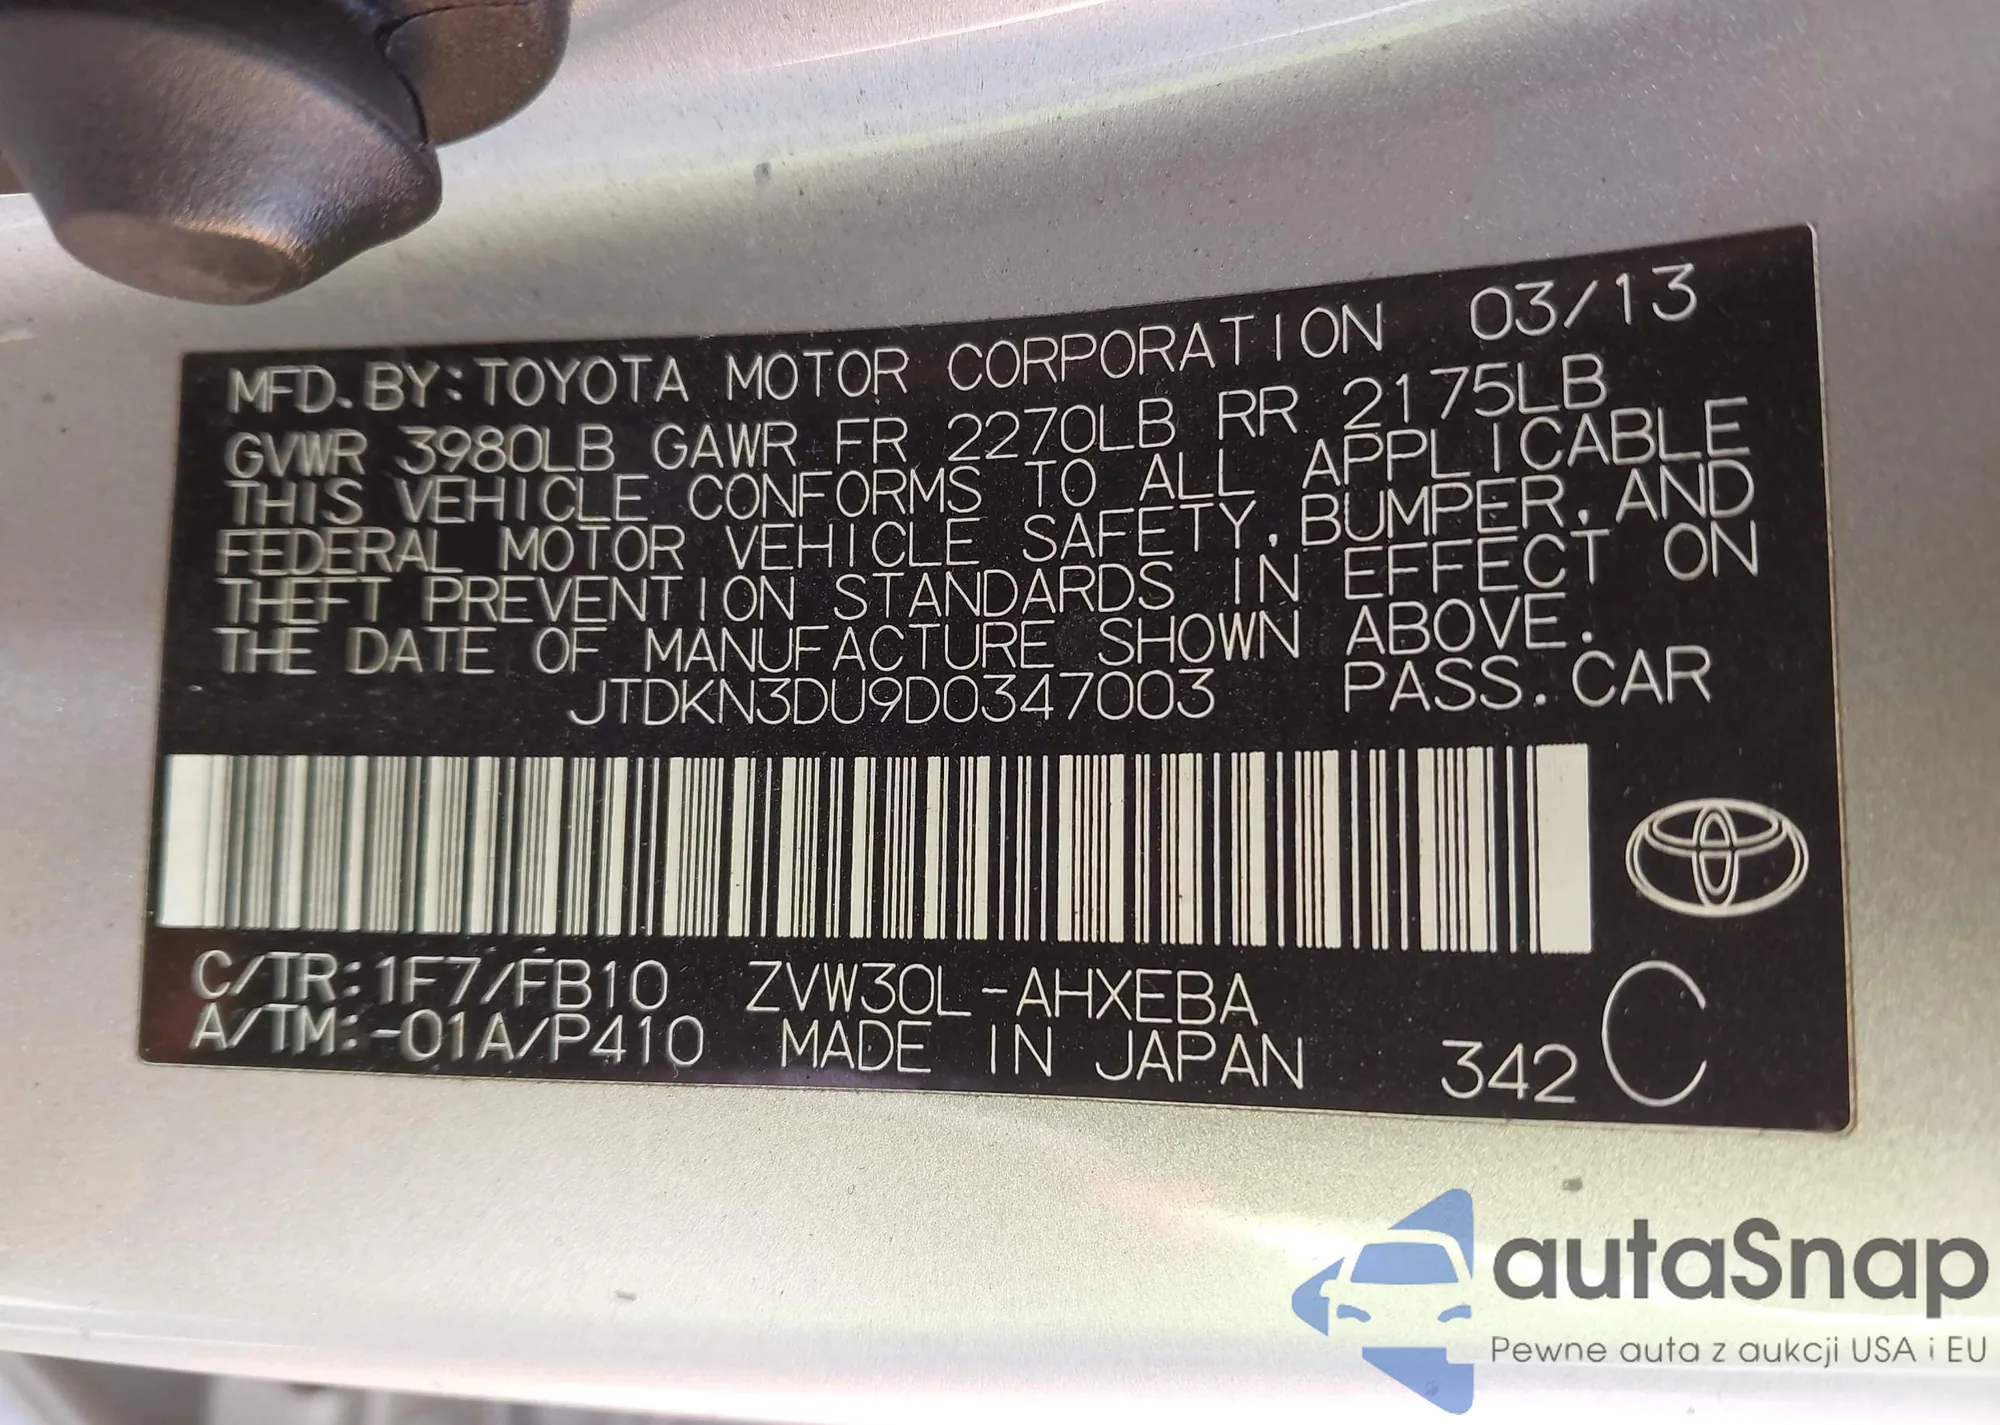 MFD. BY: TOYOTA MOTOR CORPORATION 03/13
GVWR 3980LB GAWR FR 2270LB RR 2175LB
THIS VEHICLE CONFORMS TO ALL APPLICABLE
FEDERAL MOTOR VEHICLE SAFETY, BUMPER, AND
THEFT PREVENTION STANDARDS IN EFFECT ON
THE DATE OF MANUFACTURE SHOWN ABOVE.
JTDKN3DU9D0347003 PASS. CAR
C/TR: 1F7/FB10 ZVW30L-AHXEBA
A/TM: -01A/P410 MADE IN JAPAN 342 C
autaSnap
Pewne auta z aukcji USA i EU